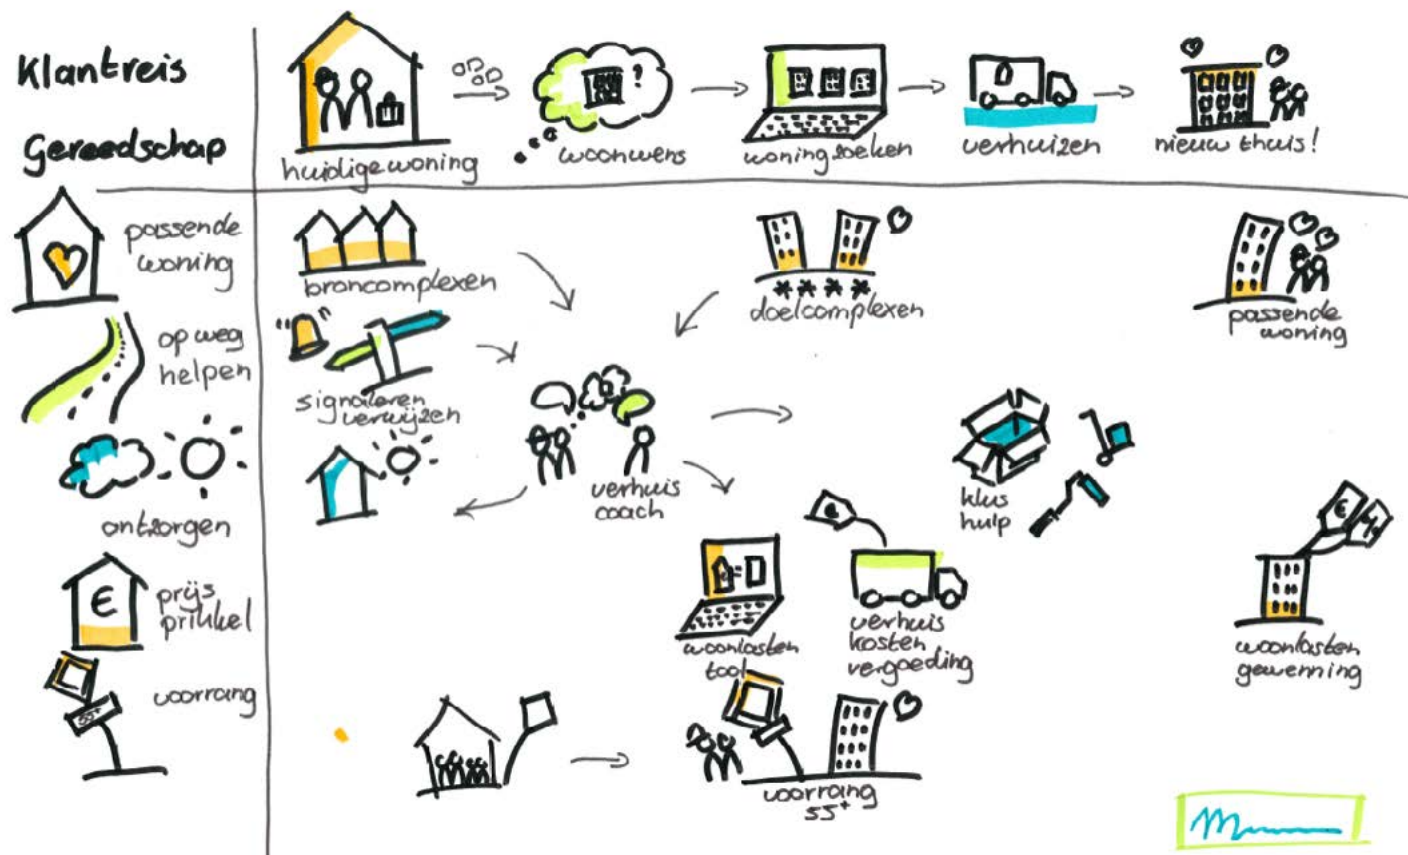 Klantreis
Gereedschap
huidige woning
?
woonwens
woning zoeken
verhuizen
nieuw thuis!
passende
woning
broncomplexen
doelcomplexen
passende
woning
op weg
helpen
signaleren
verwijzen
ontzorgen
verhuis
coach
klus
hulp
€
prijs
prikkel
€
woonlasten
tool
verhuis
kosten
vergoeding
€
woonlasten
gewenning
voorrang
55+
voorrang
55+